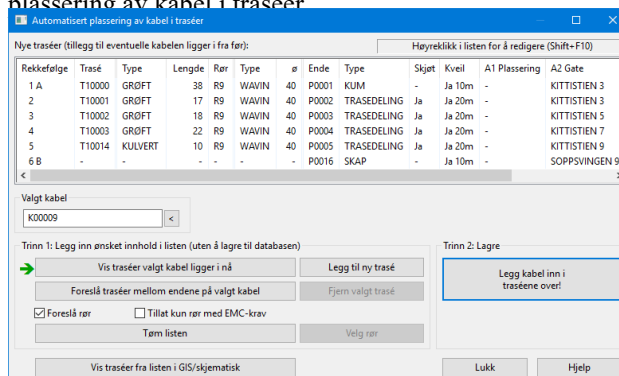 plassering av kabel i traséer
Automatisert plassering av kabel i traséer
Nye traséer (tillegg til eventuelle kabelen ligger i fra før):
Høyreklikk i listen for å redigere (Shift+F10)
Rekkefølge Trasé Type Lengde Rør Type ø Ende Type Skjøt Kveil A1 Plassering A2 Gate
1 A T10000 GRØFT 38 R9 WAVIN 40 P0001 KUM - Ja 10m - KITTISTIEN 3
2 T10001 GRØFT 17 R9 WAVIN 40 P0002 TRASEDELING Ja Ja 20m - KITTISTIEN 3
3 T10002 GRØFT 18 R9 WAVIN 40 P0003 TRASEDELING Ja Ja 20m - KITTISTIEN 5
4 T10003 GRØFT 22 R9 WAVIN 40 P0004 TRASEDELING Ja Ja 20m - KITTISTIEN 7
5 T10014 KULVERT 10 R9 WAVIN 40 P0005 TRASEDELING Ja Ja 20m - KITTISTIEN 9
6 B - - - - - - P0016 SKAP - Ja 10m - SOPPSVINGEN 9
Valgt kabel
K00009 <
Trinn 1: Legg inn ønsket innhold i listen (uten å lagre til databasen)
Trinn 2: Lagre
Vis traséer valgt kabel ligger i nå
Legg til ny trasé
Legg kabel inn i
traséene over!
Foreslå traséer mellom endene på valgt kabel
Fjern valgt trasé
Foreslå rør
Tillat kun rør med EMC-krav
Tøm listen
Velg rør
Vis traséer fra listen i GIS/skjematisk
Lukk
Hjelp